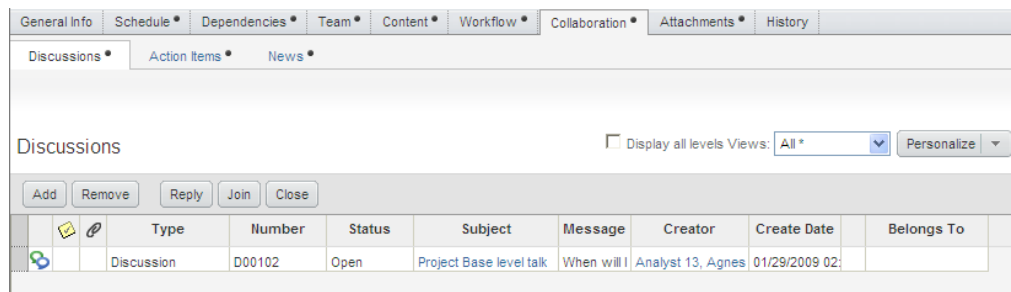 General Info Schedule Dependencies Team Content Workflow Collaboration Attachments History
Discussions Action Items News
Discussions Display all levels Views: All * Personalize
Add Remove Reply Join Close
Type Number Status Subject Message Creator Create Date Belongs To
Discussion D00102 Open Project Base level talk When will I Analyst 13, Agnes 01/29/2009 02: